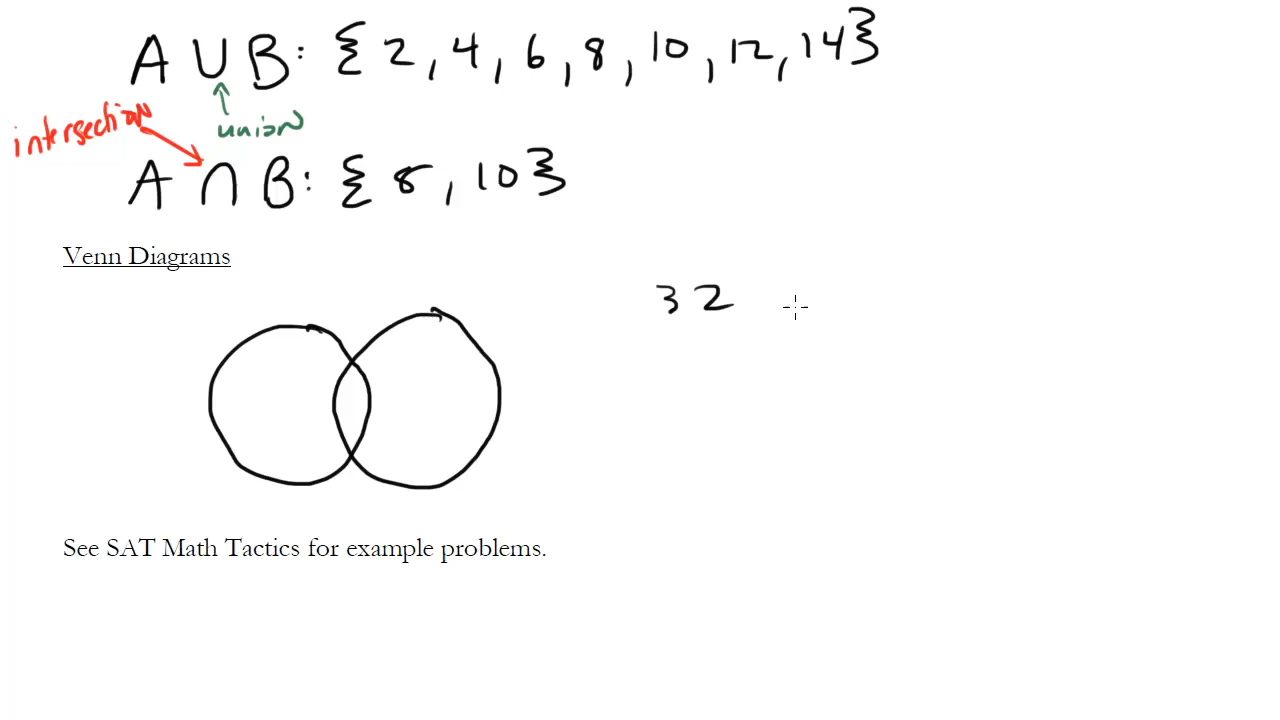 A ∪ B: {2, 4, 6, 8, 10, 12, 14}
intersection
union
A ∩ B: {8, 10}
Venn Diagrams
32
See SAT Math Tactics for example problems.